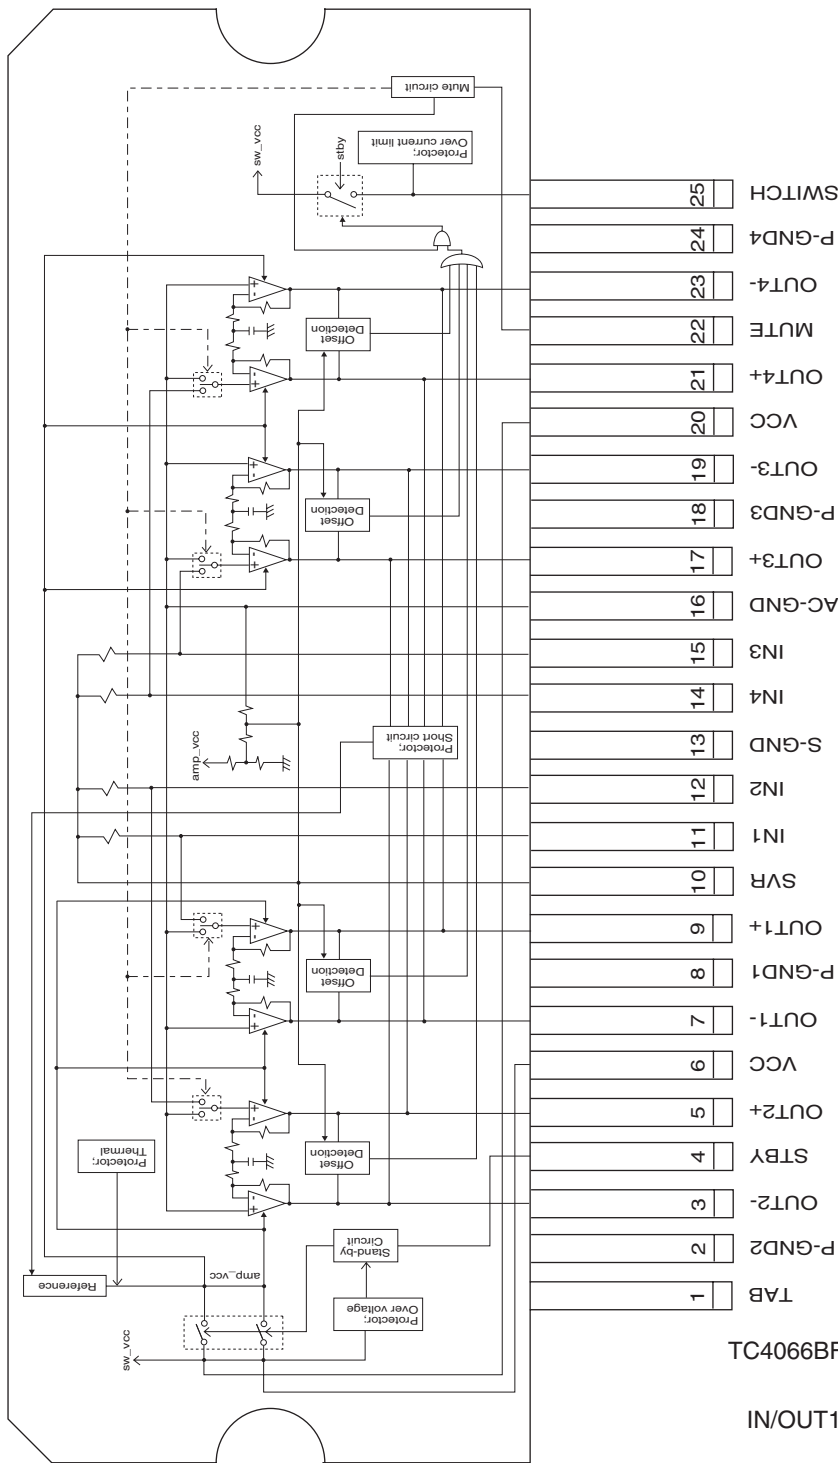 Mute circuit
sw_vcc
stby
Protector;
Over current limit
25 SWITCH
24 P-GND4
23 OUT4-
Offset
Detection
22 MUTE
21 OUT4+
20 VCC
19 OUT3-
Offset
Detection
18 P-GND3
17 OUT3+
16 AC-GND
15 IN3
14 IN4
amp_vcc
Protector;
Short circuit
13 S-GND
12 IN2
11 IN1
10 SVR
9 OUT1+
Offset
Detection
8 P-GND1
7 OUT1-
6 VCC
5 OUT2+
Protector;
Thermal
Offset
Detection
4 STBY
3 OUT2-
Stand-by
Circuit
2 P-GND2
amp_vcc
Reference
Protector;
Over voltage
1 TAB
sw_vcc
TC4066BF
IN/OUT1